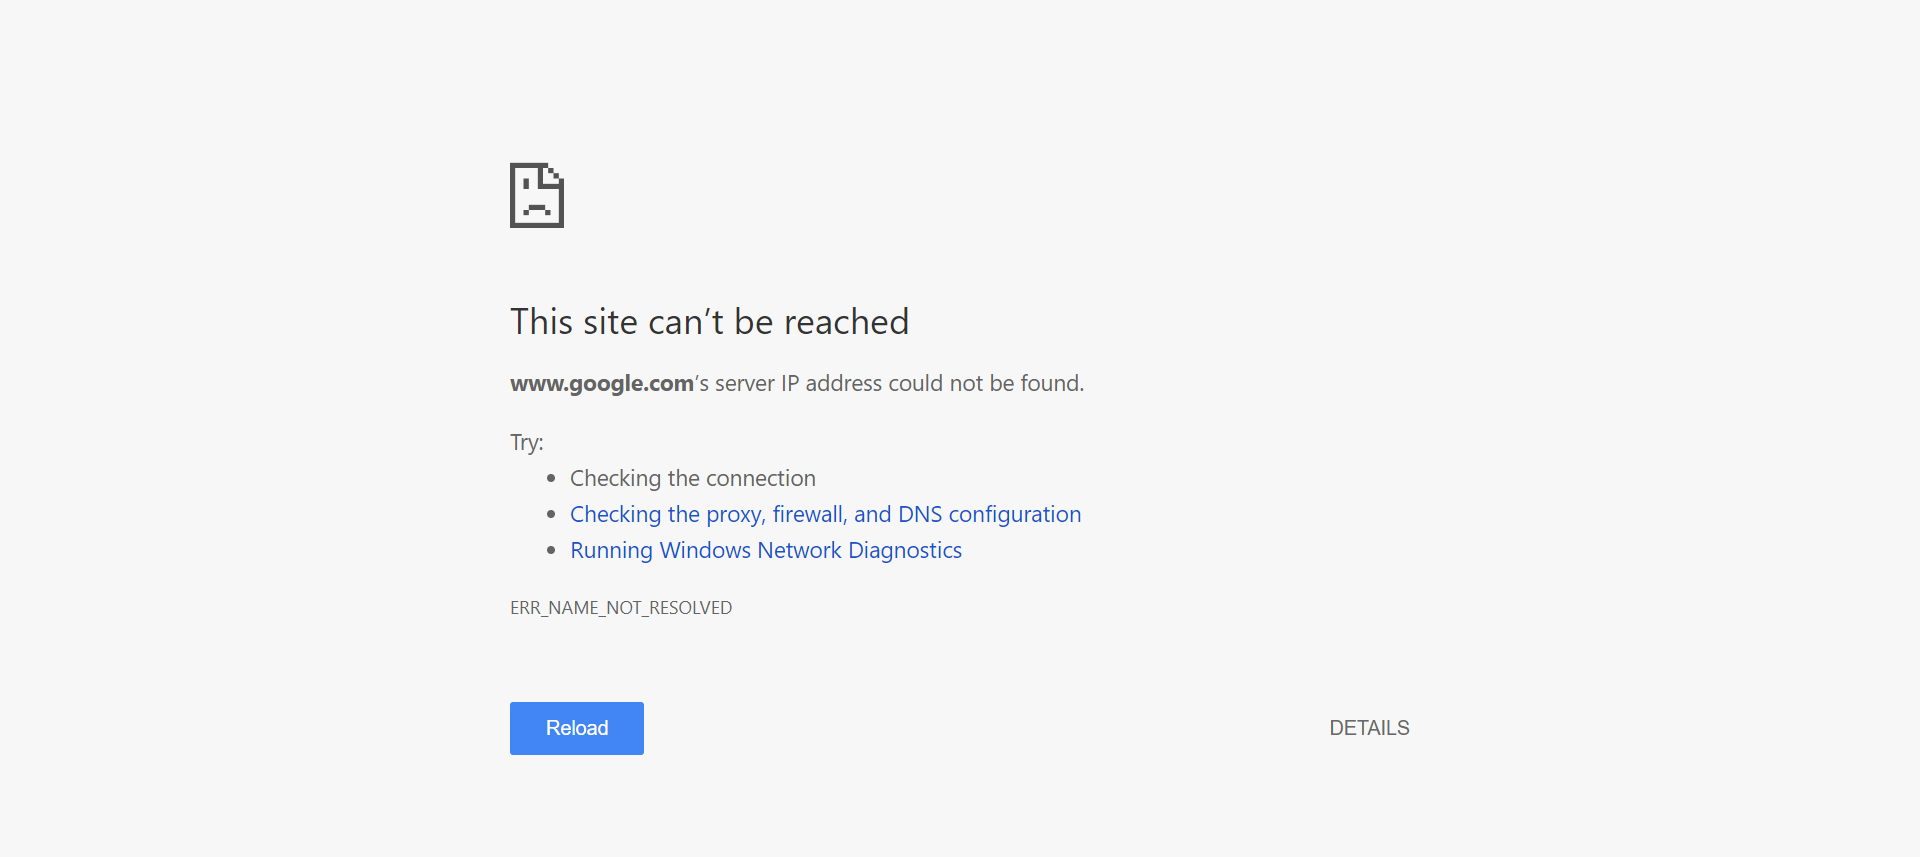 This site can’t be reached
www.google.com’s server IP address could not be found.
Try:
• Checking the connection
• Checking the proxy, firewall, and DNS configuration
• Running Windows Network Diagnostics
ERR_NAME_NOT_RESOLVED
Reload
DETAILS